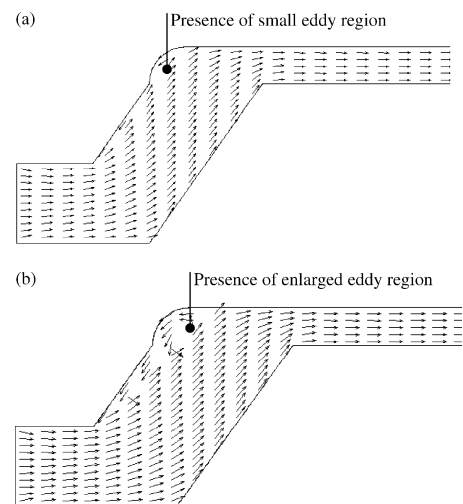 (a)
Presence of small eddy region
(b)
Presence of enlarged eddy region